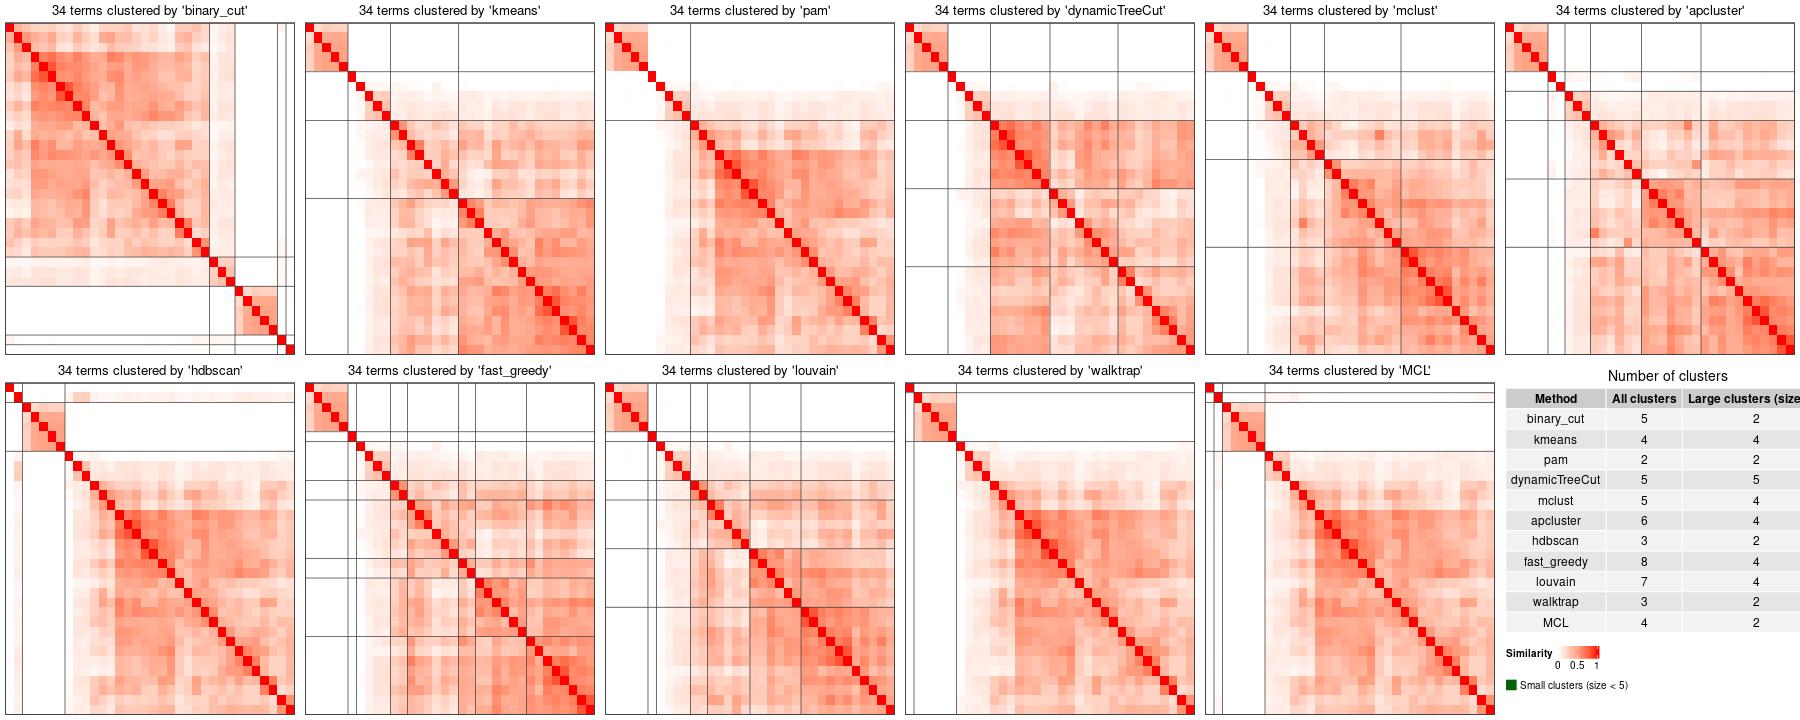 34 terms clustered by 'binary_cut'
34 terms clustered by 'kmeans'
34 terms clustered by 'pam'
34 terms clustered by 'dynamicTreeCut'
34 terms clustered by 'mclust'
34 terms clustered by 'apcluster'
34 terms clustered by 'hdbscan'
34 terms clustered by 'fast_greedy'
34 terms clustered by 'louvain'
34 terms clustered by 'walktrap'
34 terms clustered by 'MCL'
Number of clusters
Method All clusters Large clusters (size
binary_cut 5 2
kmeans 4 4
pam 2 2
dynamicTreeCut 5 5
mclust 5 4
apcluster 6 4
hdbscan 3 2
fast_greedy 8 4
louvain 7 4
walktrap 3 2
MCL 4 2
Similarity
0 0.5 1
Small clusters (size < 5)